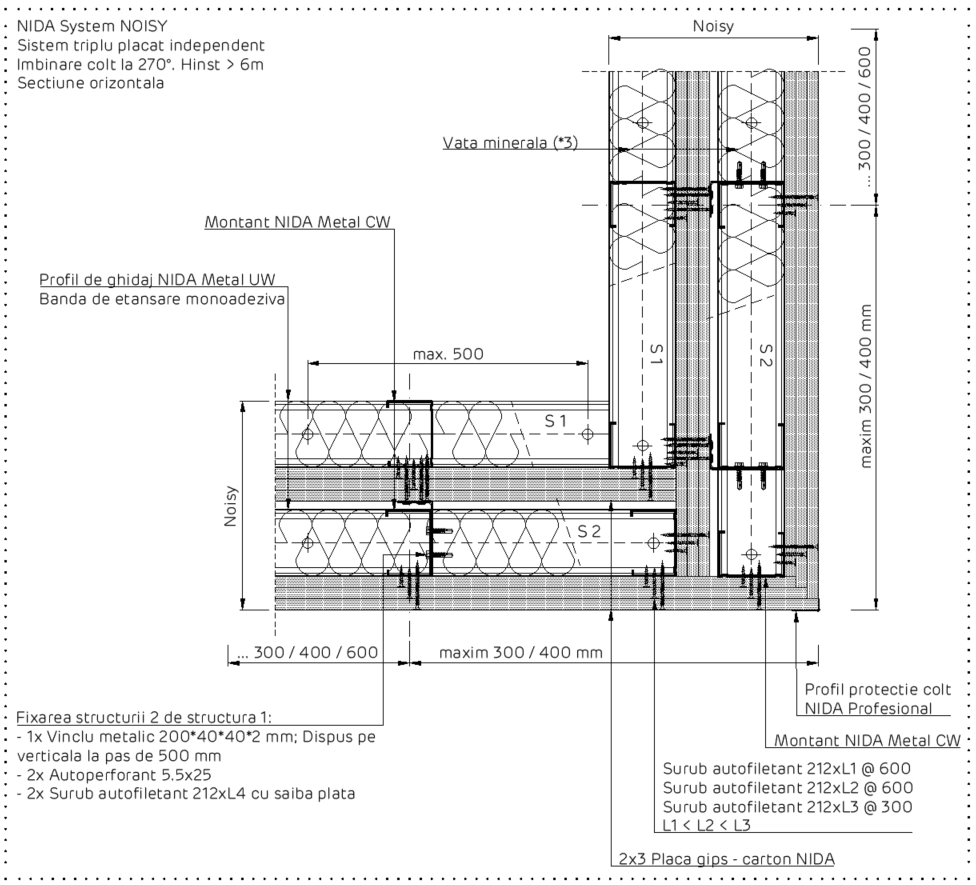 NIDA System NOISY
Sistem triplu placat independent
Imbinare colt la 270°. Hinst > 6m
Sectiune orizontala
Noisy
... 300 / 400 / 600
Vata minerala (*3)
Montant NIDA Metal CW
Profil de ghidaj NIDA Metal UW
Banda de etansare monoadeziva
max. 500
S 1
S 2
maxim 300 / 400 mm
S 1
Noisy
S 2
... 300 / 400 / 600
maxim 300 / 400 mm
Profil protectie colt
NIDA Profesional
Fixarea structurii 2 de structura 1:
- 1x Vinclu metalic 200*40*40*2 mm; Dispus pe
verticala la pas de 500 mm
- 2x Autoperforant 5.5x25
- 2x Surub autofiletant 212xL4 cu saiba plata
Montant NIDA Metal CW
Surub autofiletant 212xL1 @ 600
Surub autofiletant 212xL2 @ 600
Surub autofiletant 212xL3 @ 300
L1 < L2 < L3
2x3 Placa gips - carton NIDA